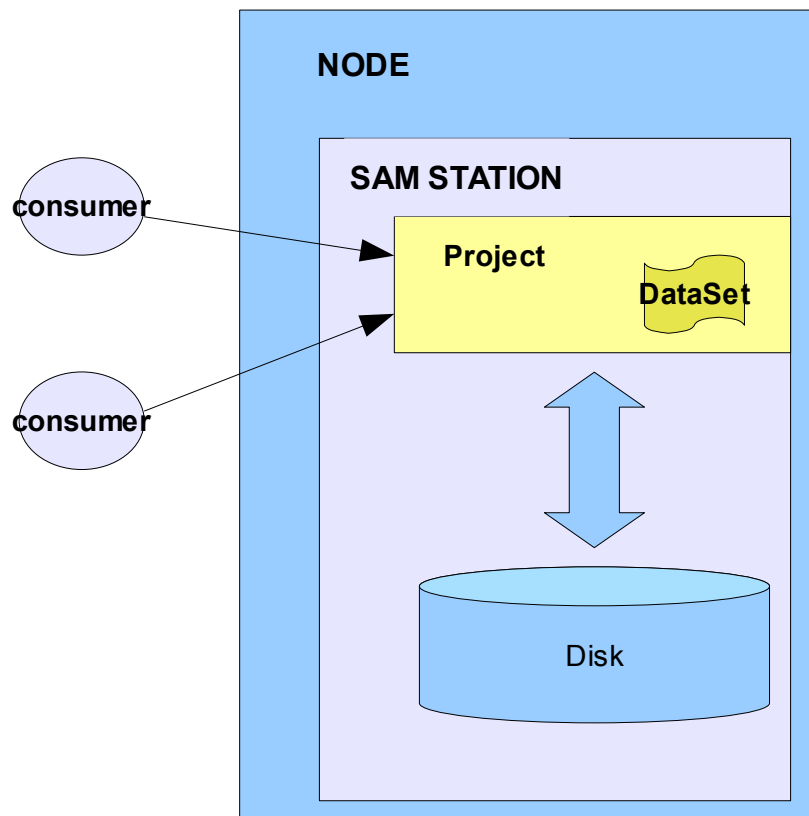 NODE
SAM STATION
consumer
Project
DataSet
consumer
Disk